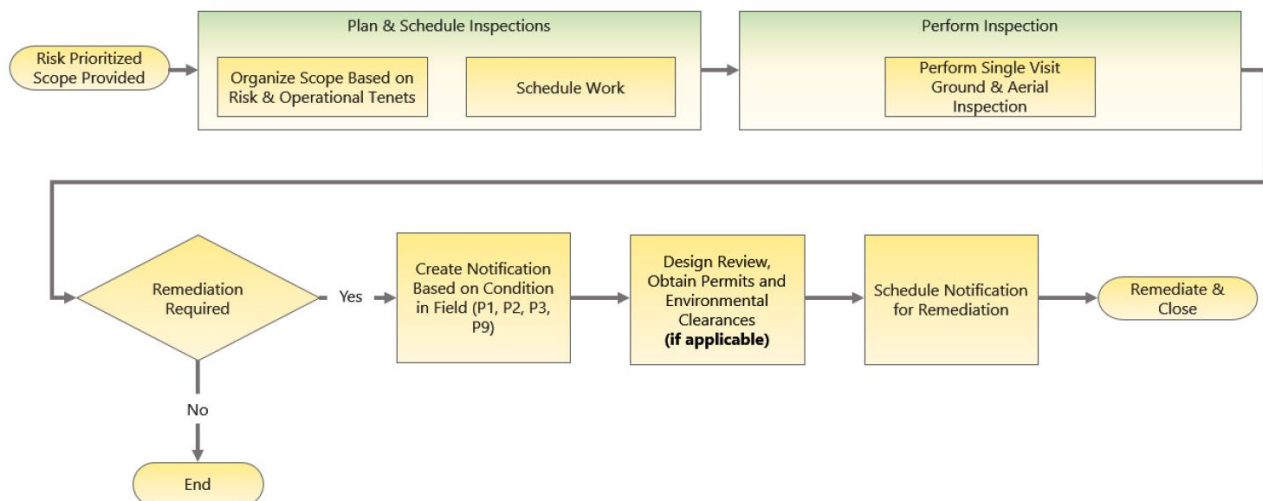 Plan & Schedule Inspections
Perform Inspection
Risk Prioritized
Scope Provided
Organize Scope Based on
Risk & Operational Tenets
Schedule Work
Perform Single Visit
Ground & Aerial
Inspection
Remediation
Required
Yes
Create Notification
Based on Condition
in Field (P1, P2, P3,
P9)
Design Review,
Obtain Permits and
Environmental
Clearances
(if applicable)
Schedule Notification
for Remediation
Remediate &
Close
No
End